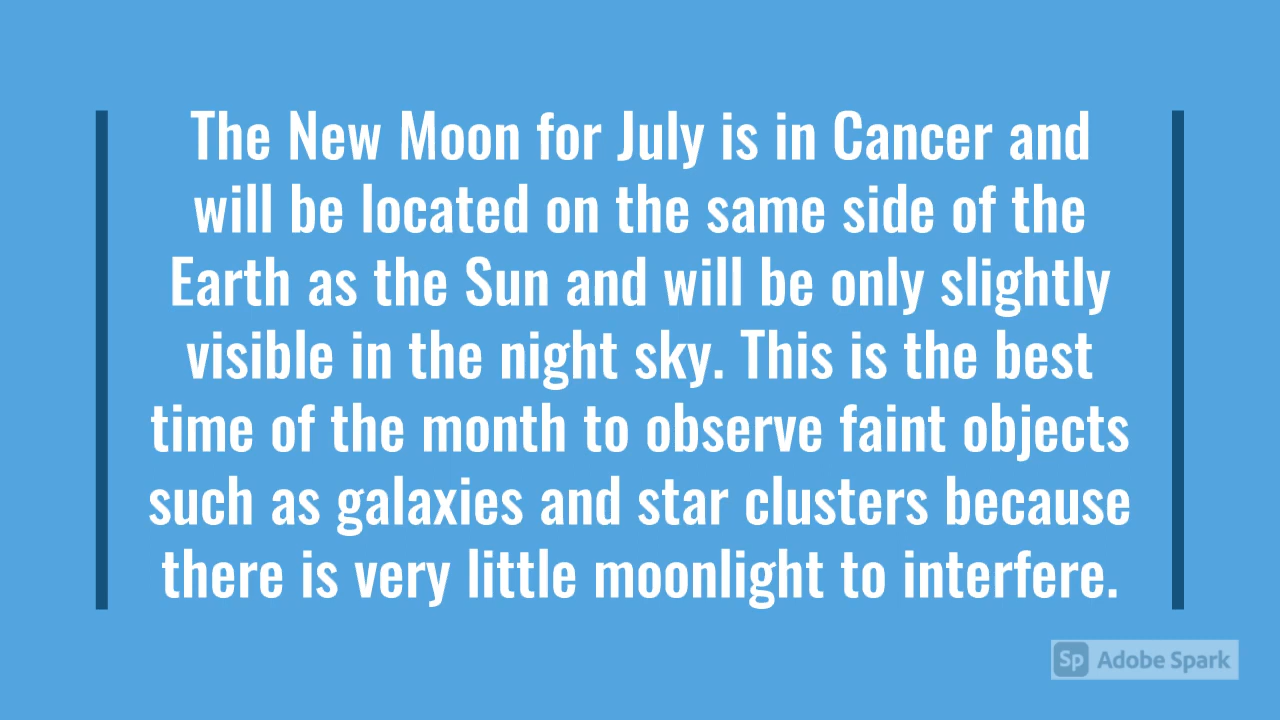 The New Moon for July is in Cancer and
will be located on the same side of the
Earth as the Sun and will be only slightly
visible in the night sky. This is the best
time of the month to observe faint objects
such as galaxies and star clusters because
there is very little moonlight to interfere.
Sp Adobe Spark